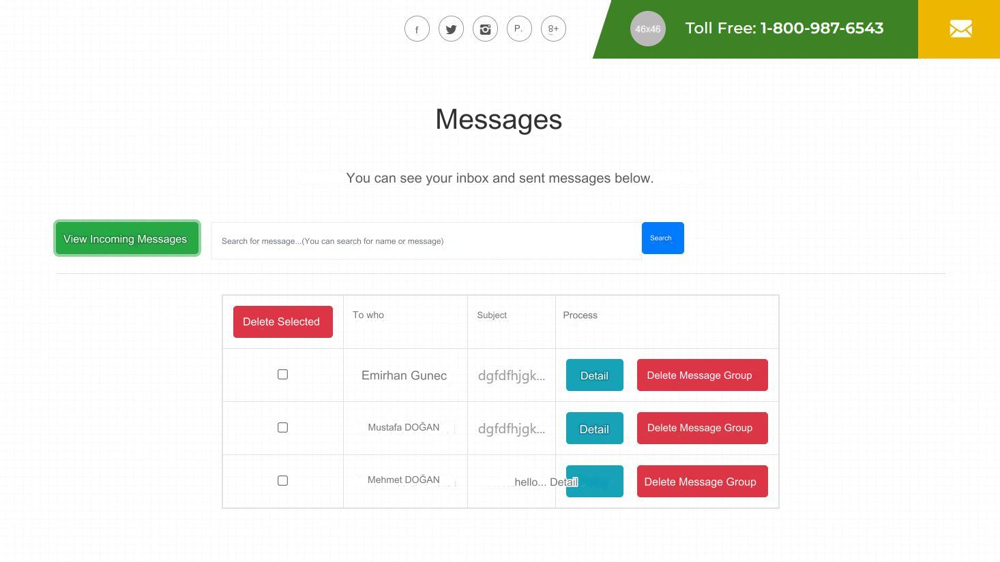 f P. 8+ 46x46 Toll Free: 1-800-987-6543
Messages
You can see your inbox and sent messages below.
View Incoming Messages Search for message...(You can search for name or message) Search
Delete Selected To who Subject Process
Emirhan Gunec dgfdfhjgk... Detail Delete Message Group
Mustafa DOĞAN dgfdfhjgk... Detail Delete Message Group
Mehmet DOĞAN hello... Detail Delete Message Group